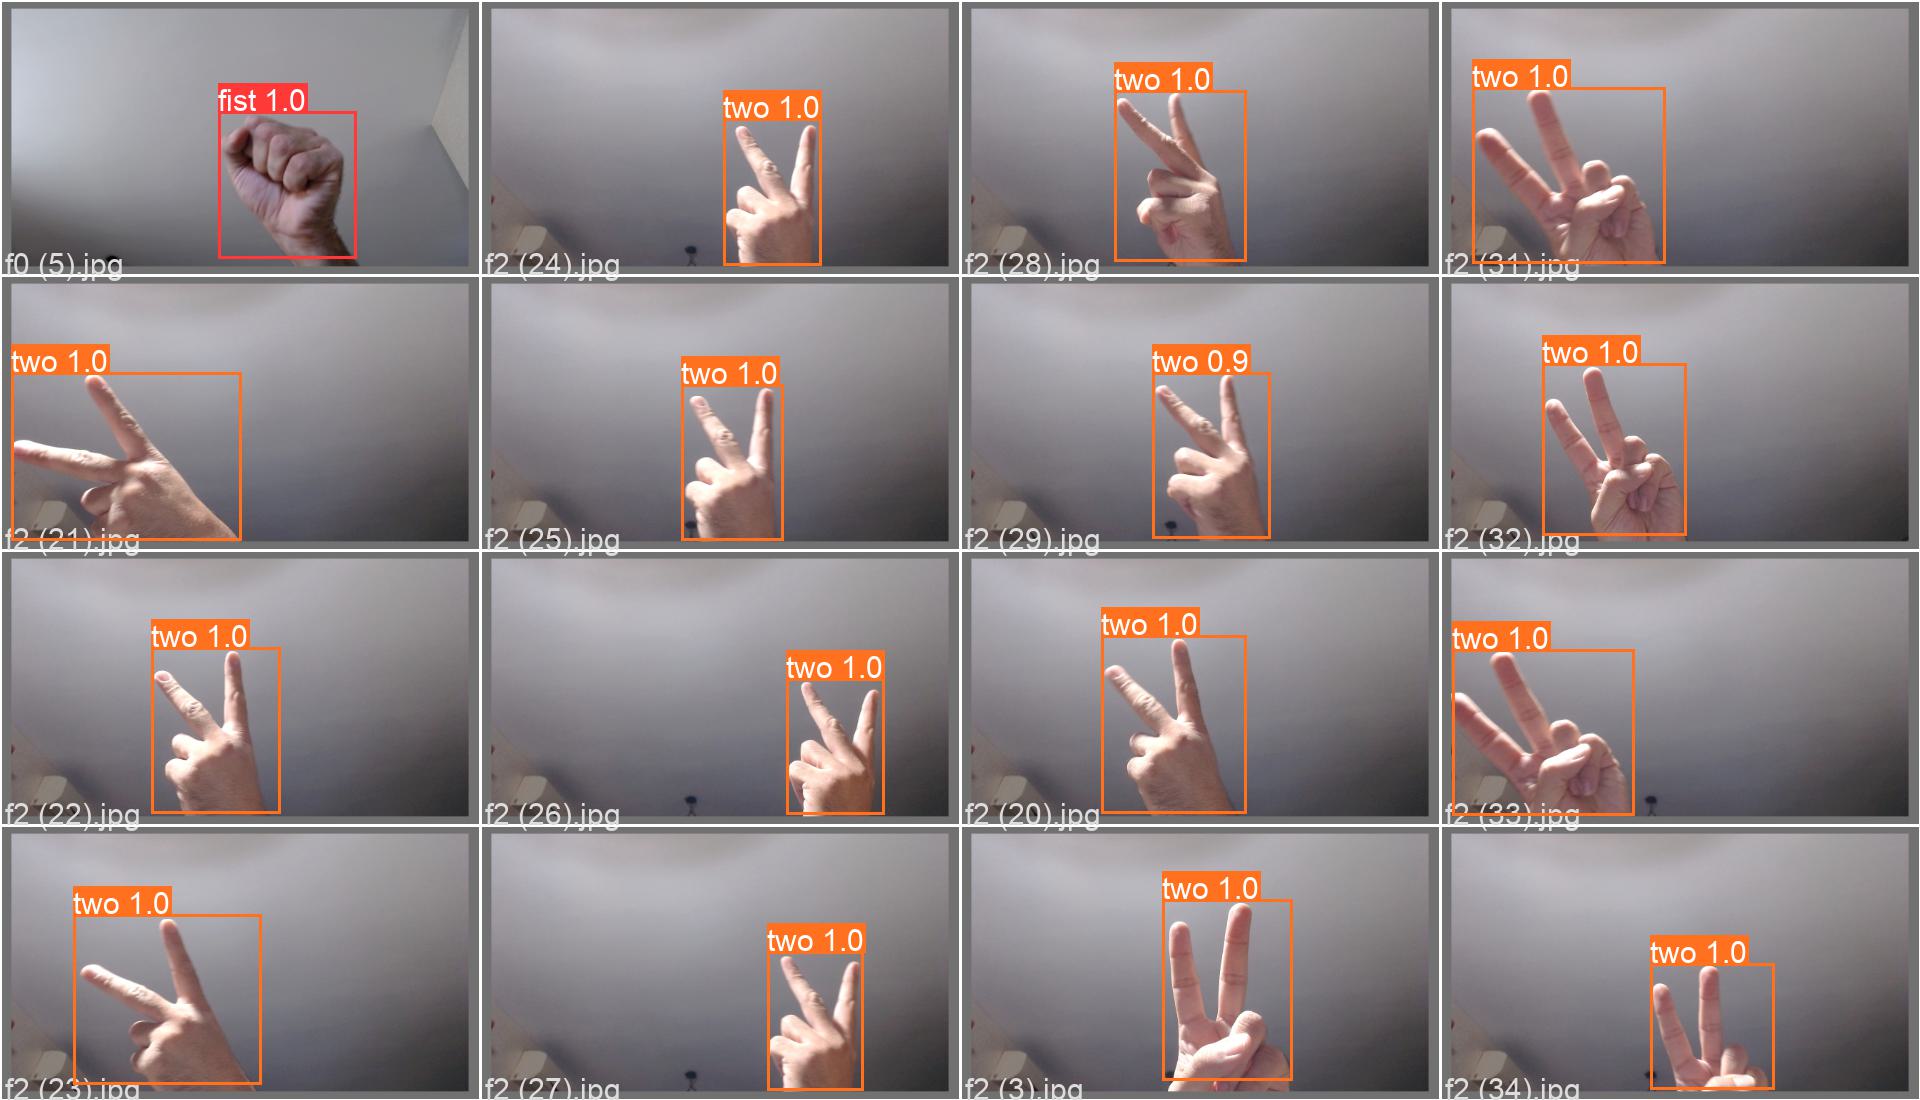 fist 1.0
f0 (5).jpg
two 1.0
f2 (24).jpg
two 1.0
f2 (28).jpg
two 1.0
f2 (31).jpg
two 1.0
f2 (21).jpg
two 1.0
f2 (25).jpg
two 0.9
f2 (29).jpg
two 1.0
f2 (32).jpg
two 1.0
f2 (22).jpg
two 1.0
f2 (26).jpg
two 1.0
f2 (20).jpg
two 1.0
f2 (33).jpg
two 1.0
f2 (23).jpg
two 1.0
f2 (27).jpg
two 1.0
f2 (3).jpg
two 1.0
f2 (34).jpg